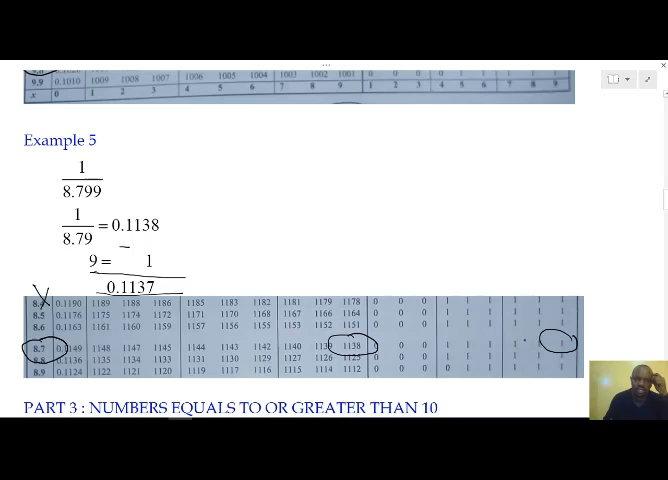 9.9 0.1010 1009 1008 1007 1006 1005 1004 1003 1002 1001 0 0 0 0 1 1 1 1 1
x 0 1 2 3 4 5 6 7 8 9 1 2 3 4 5 6 7 8 9
Example 5
1
8.799
1
8.79
= 0.1138
−
9 = 1
0.1137
8.4 0.1190 1189 1188 1186 1185 1183 1182 1181 1179 1178 0 0 0 1 1 1 1 1 1
8.5 0.1176 1175 1174 1172 1171 1170 1168 1167 1166 1164 0 0 0 1 1 1 1 1 1
8.6 0.1163 1161 1160 1159 1157 1156 1155 1153 1152 1151 0 0 0 1 1 1 1 1 1
8.7 0.1149 1148 1147 1145 1144 1143 1142 1140 1139 1138 0 0 0 1 1 1 1 1
8.8 0.1136 1135 1134 1133 1131 1130 1129 1127 1126 1125 0 0 0 1 1 1 1 1 1
8.9 0.1124 1122 1121 1120 1119 1117 1116 1115 1114 1112 0 0 0 0 1 1 1 1 1
PART 3 : NUMBERS EQUALS TO OR GREATER THAN 10